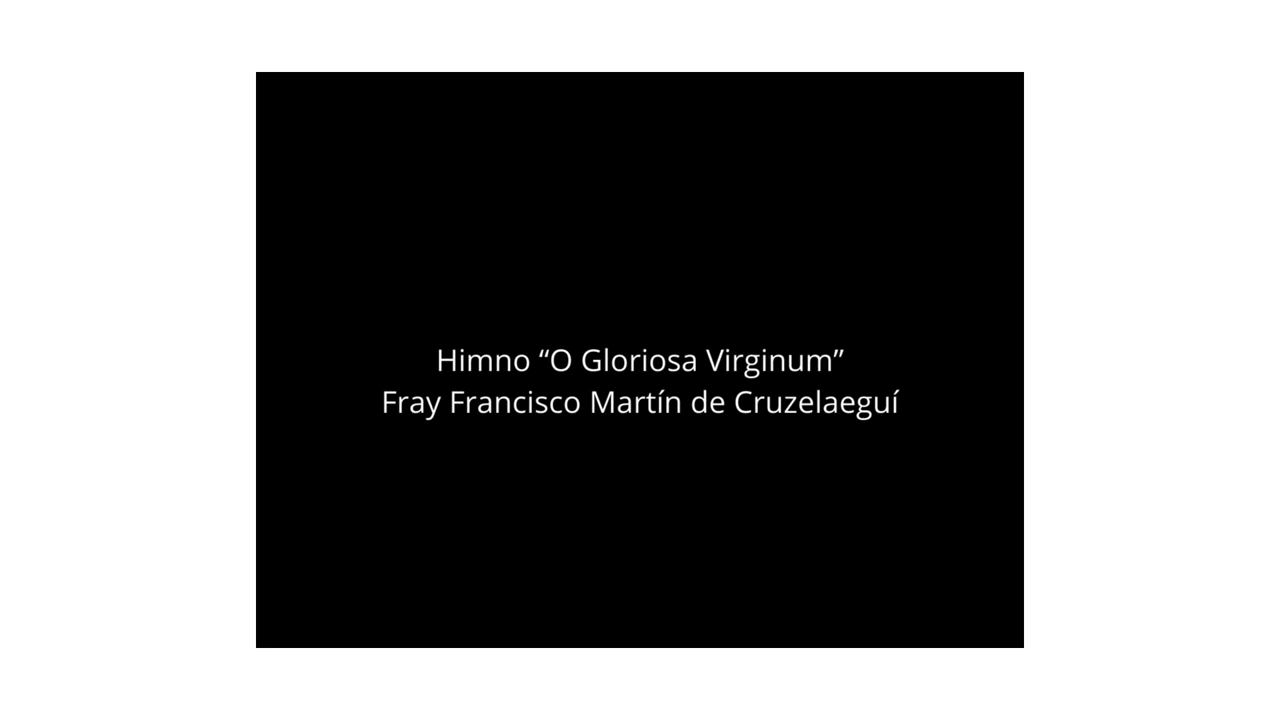 Himno “O Gloriosa Virginum”
Fray Francisco Martín de Cruzelaeguí